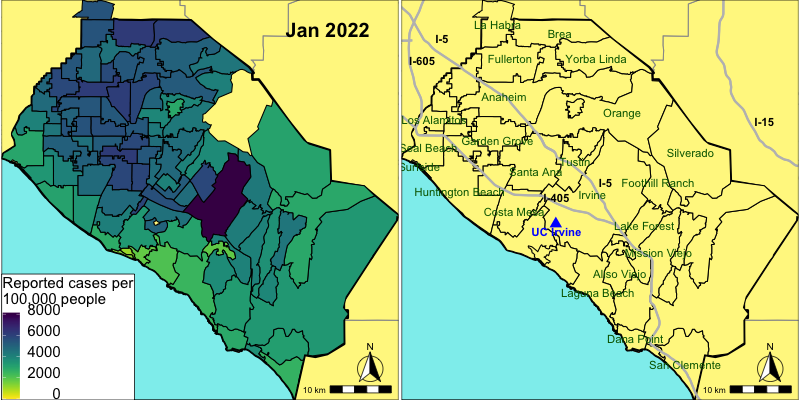 Jan 2022
Reported cases per
100,000 people
8000
6000
4000
2000
0
N
10 km
La Habra
Brea
I-5
I-605
Fullerton
Yorba Linda
Anaheim
Orange
Los Alamitos
I-15
Garden Grove
Seal Beach
Silverado
Tustin
Sunside
Santa Ana
I-5
Foothill Ranch
Huntington Beach
Irvine
I-405
Costa Mesa
UC Irvine
Lake Forest
Mission Viejo
Aliso Viejo
Laguna Beach
Dana Point
San Clemente
N
10 km